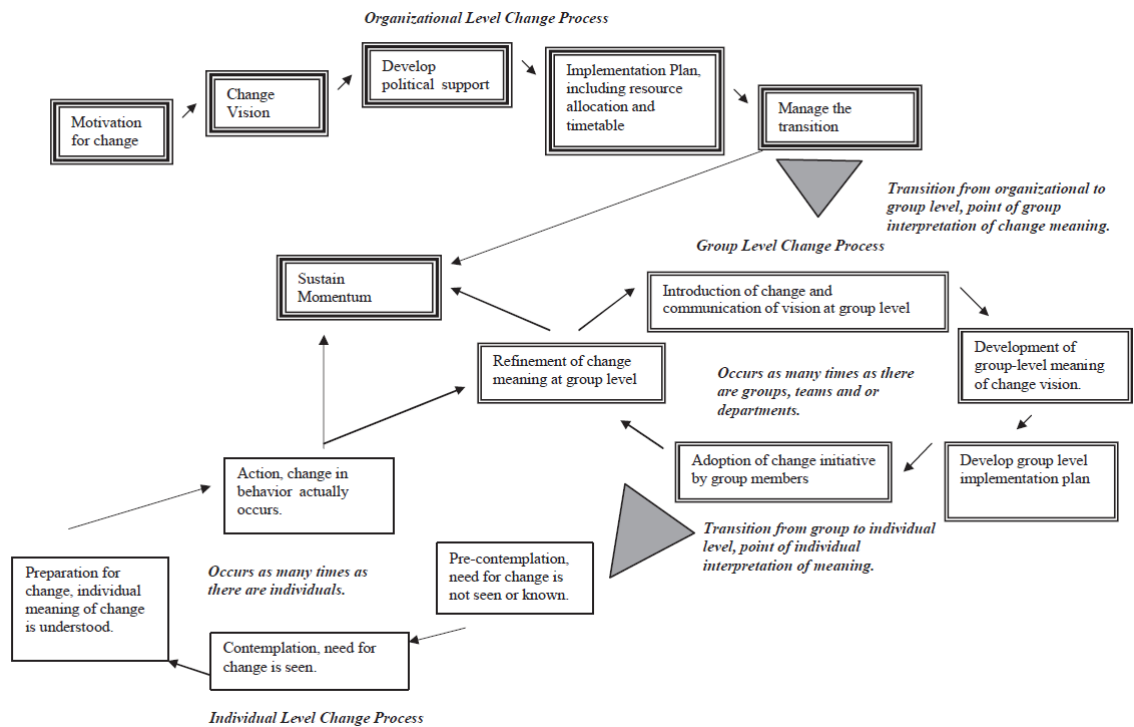 Organizational Level Change Process
Motivation
for change
Change
Vision
Develop
political support
Implementation Plan,
including resource
allocation and
timetable
Manage the
transition
Transition from organizational to
group level, point of group
interpretation of change meaning.
Group Level Change Process
Sustain
Momentum
Introduction of change and
communication of vision at group level
Development of
group-level meaning
of change vision.
Refinement of change
meaning at group level
Occurs as many times as there
are groups, teams and or
departments.
Develop group level
implementation plan
Adoption of change initiative
by group members
Transition from group to individual
level, point of individual
interpretation of meaning.
Action, change in
behavior actually
occurs.
Pre-contemplation,
need for change is
not seen or known.
Occurs as many times as
there are individuals.
Preparation for
change, individual
meaning of change
is understood.
Contemplation, need for
change is seen.
Individual Level Change Process